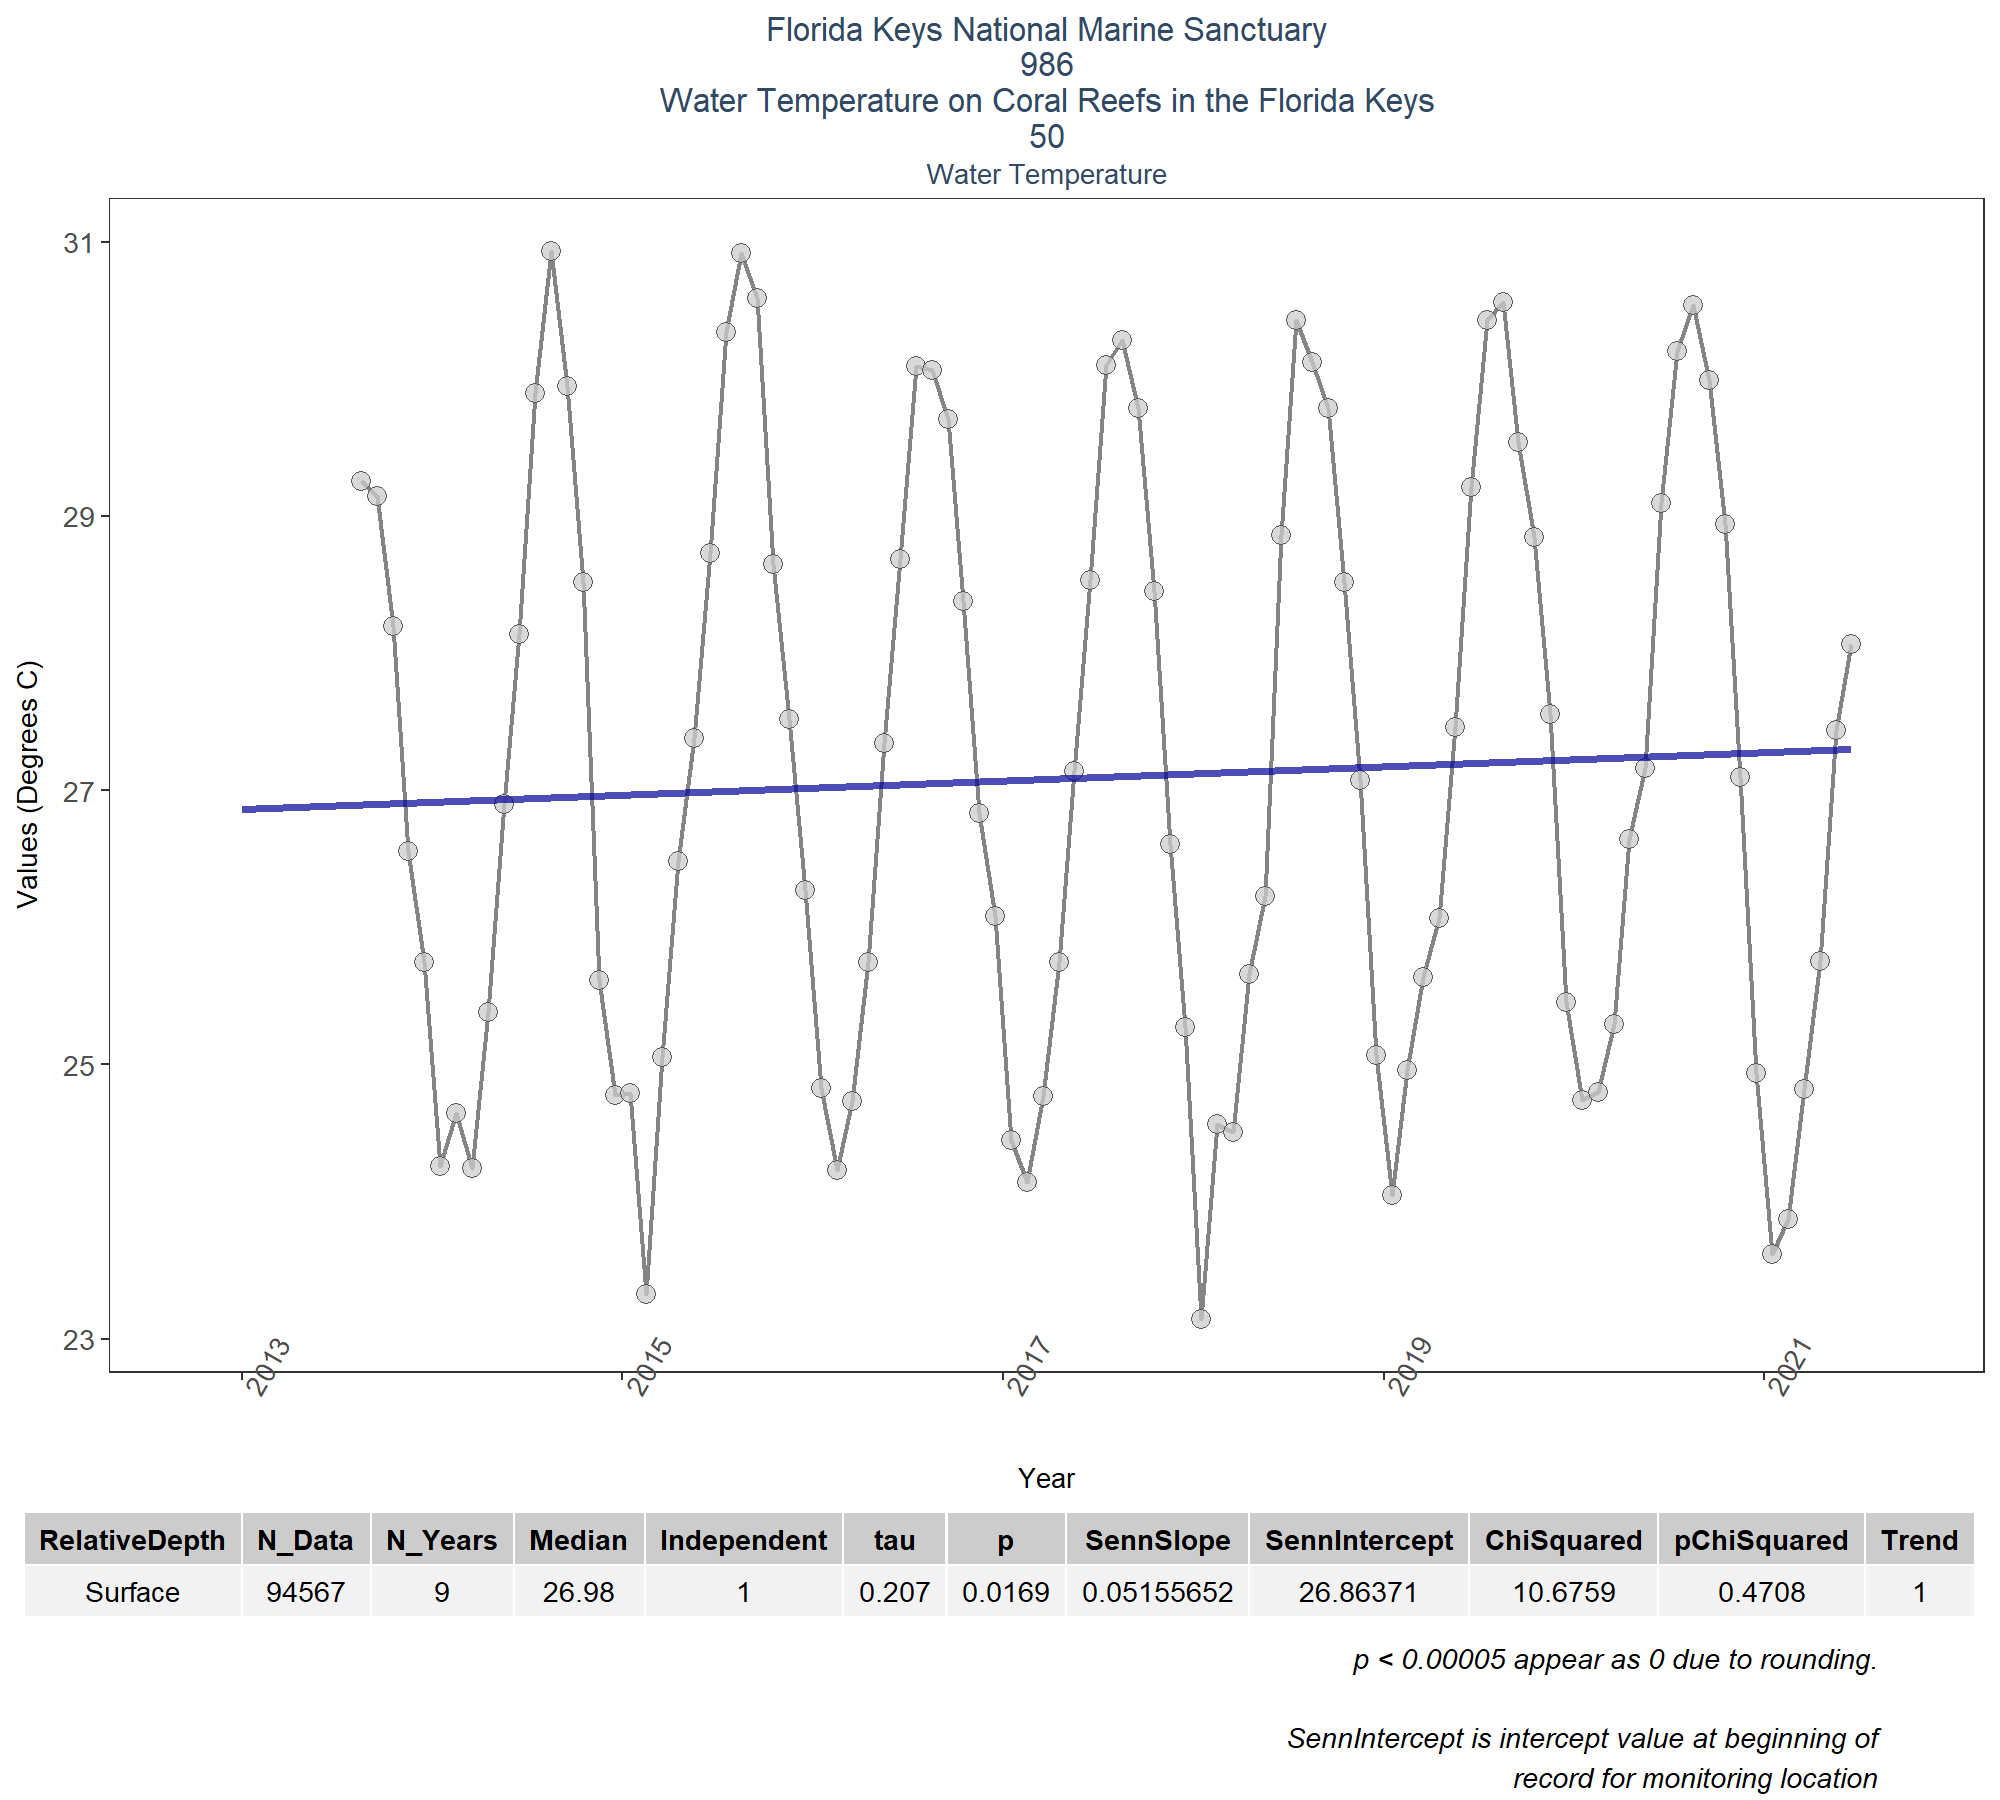 Florida Keys National Marine Sanctuary
986
Water Temperature on Coral Reefs in the Florida Keys
50
Water Temperature
31
29
27
25
23
Values (Degrees C)
2013 2015 2017 2019 2021
Year
RelativeDepth N_Data N_Years Median Independent tau p SennSlope SennIntercept ChiSquared pChiSquared Trend
Surface 94567 9 26.98 1 0.207 0.0169 0.05155652 26.86371 10.6759 0.4708 1
p < 0.00005 appear as 0 due to rounding.
SennIntercept is intercept value at beginning of
record for monitoring location